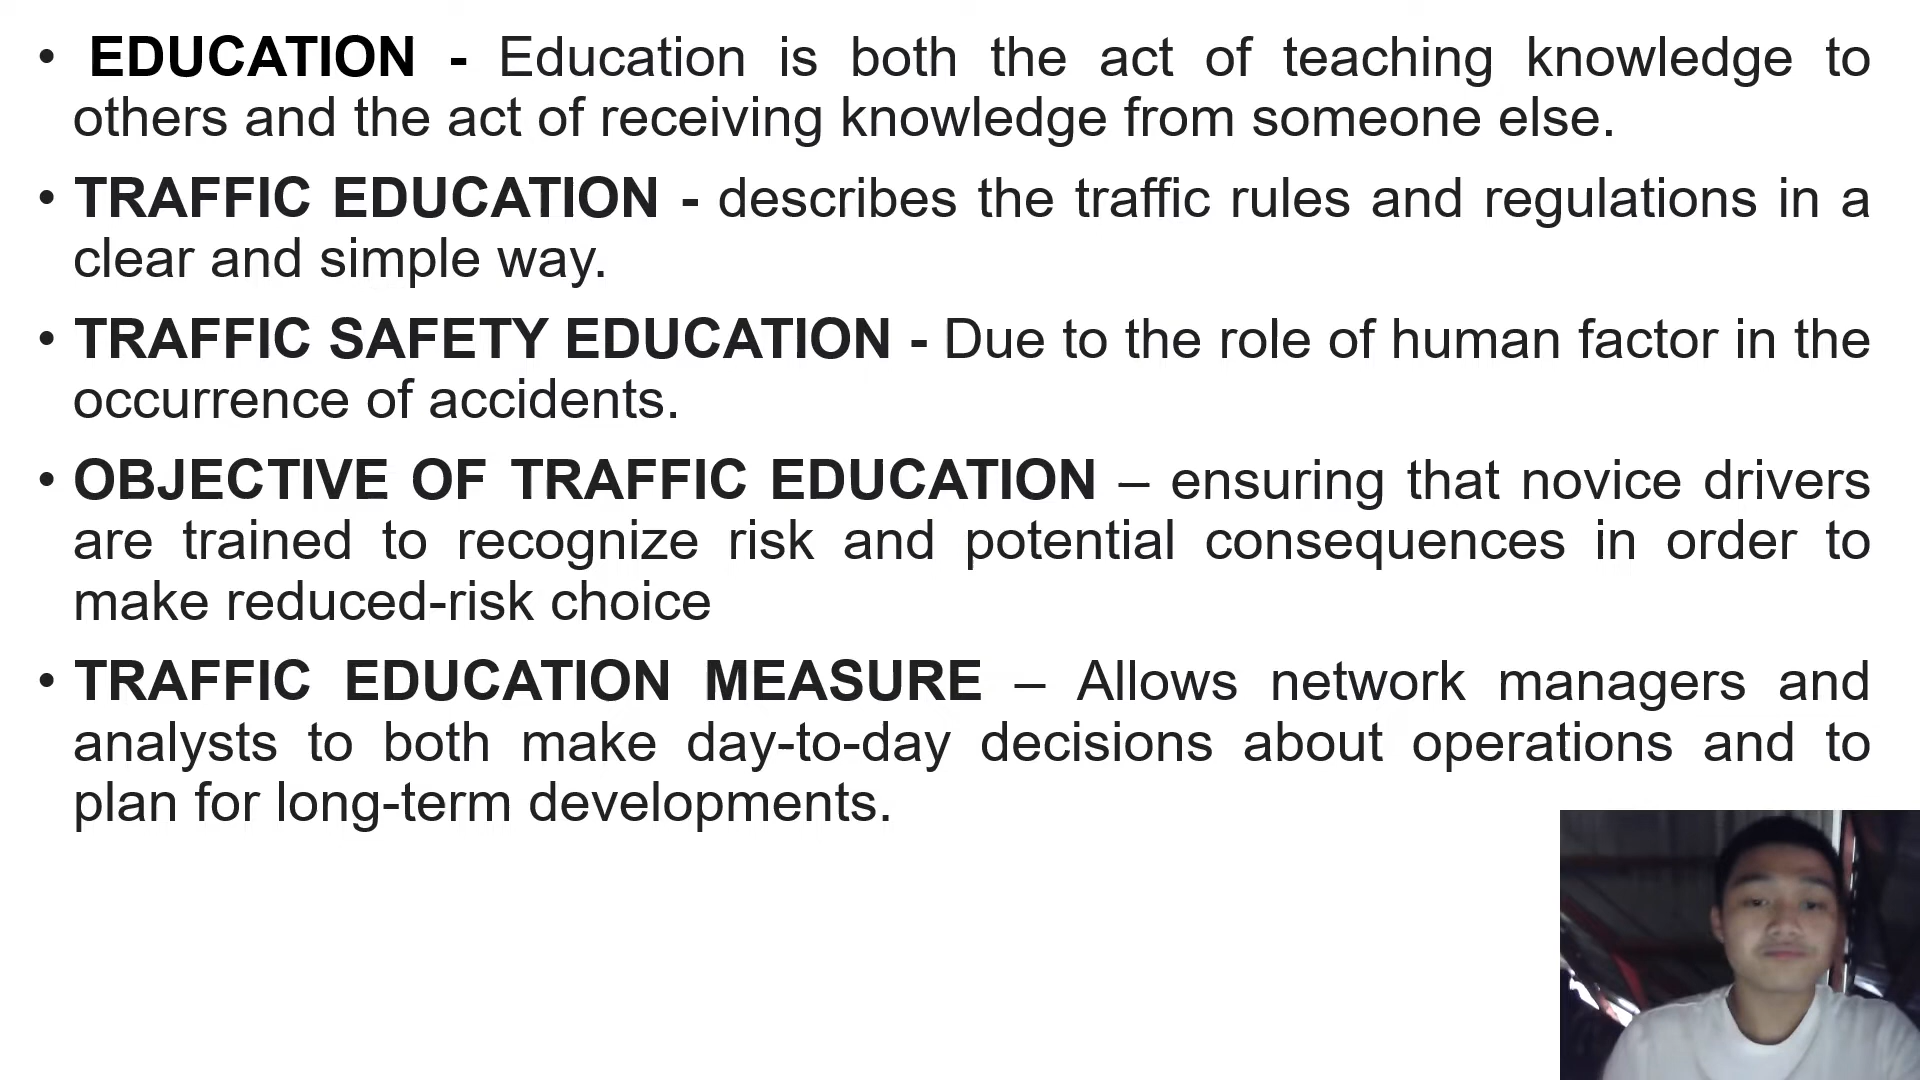 • EDUCATION - Education is both the act of teaching knowledge to
others and the act of receiving knowledge from someone else.
• TRAFFIC EDUCATION - describes the traffic rules and regulations in a
clear and simple way.
• TRAFFIC SAFETY EDUCATION - Due to the role of human factor in the
occurrence of accidents.
• OBJECTIVE OF TRAFFIC EDUCATION – ensuring that novice drivers
are trained to recognize risk and potential consequences in order to
make reduced-risk choice
• TRAFFIC EDUCATION MEASURE – Allows network managers and
analysts to both make day-to-day decisions about operations and to
plan for long-term developments.